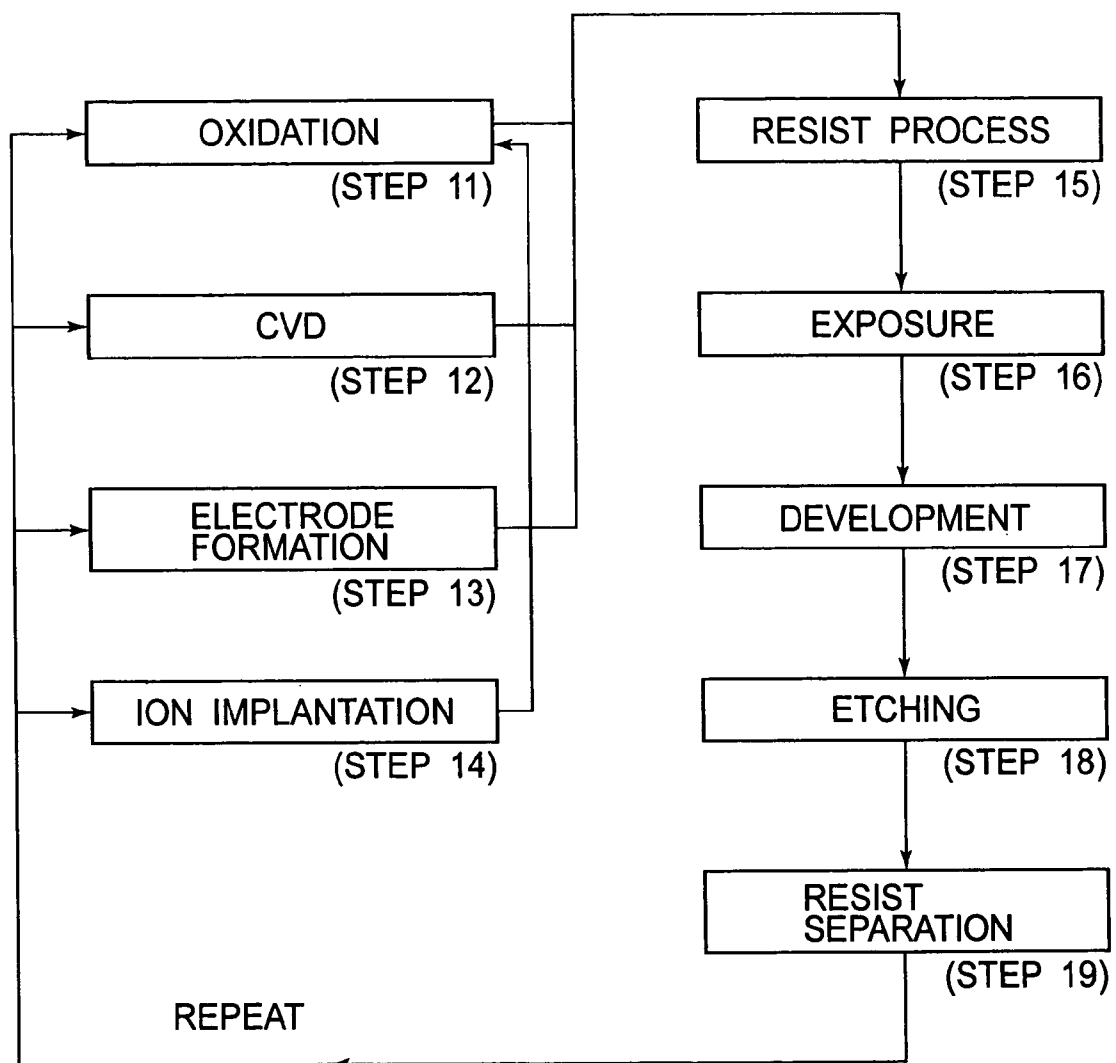 OXIDATION
(STEP 11)
CVD
(STEP 12)
ELECTRODE
FORMATION
(STEP 13)
ION IMPLANTATION
(STEP 14)
RESIST PROCESS
(STEP 15)
EXPOSURE
(STEP 16)
DEVELOPMENT
(STEP 17)
ETCHING
(STEP 18)
RESIST
SEPARATION
(STEP 19)
REPEAT